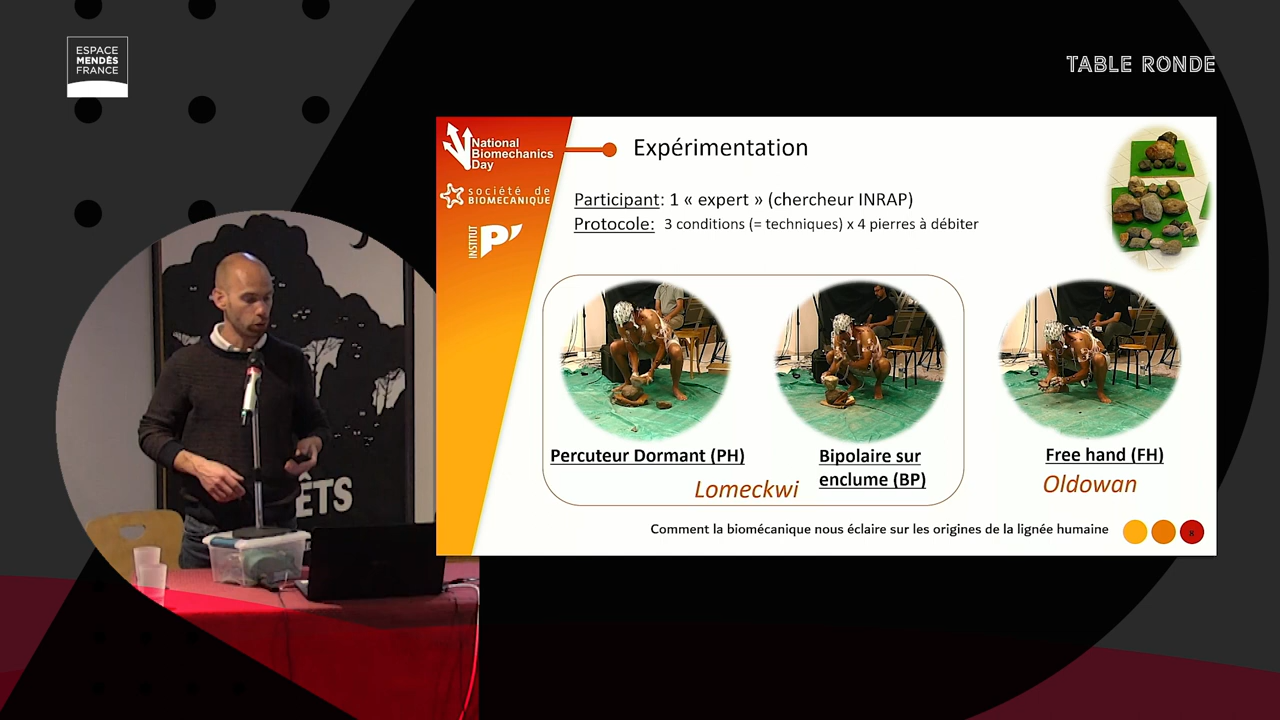 ESPACE
MENDÈS
FRANCE
TABLE RONDE
National
Biomechanics
Day
société de
BIOMECANIQUE
INSTITUT
P'
Expérimentation
Participant: 1 « expert » (chercheur INRAP)
Protocole: 3 conditions (= techniques) x 4 pierres à débiter
Percuteur Dormant (PH)
Bipolaire sur
enclume (BP)
Free hand (FH)
Lomeckwi
Oldowan
Comment la biomécanique nous éclaire sur les origines de la lignée humaine
8
ÊTS